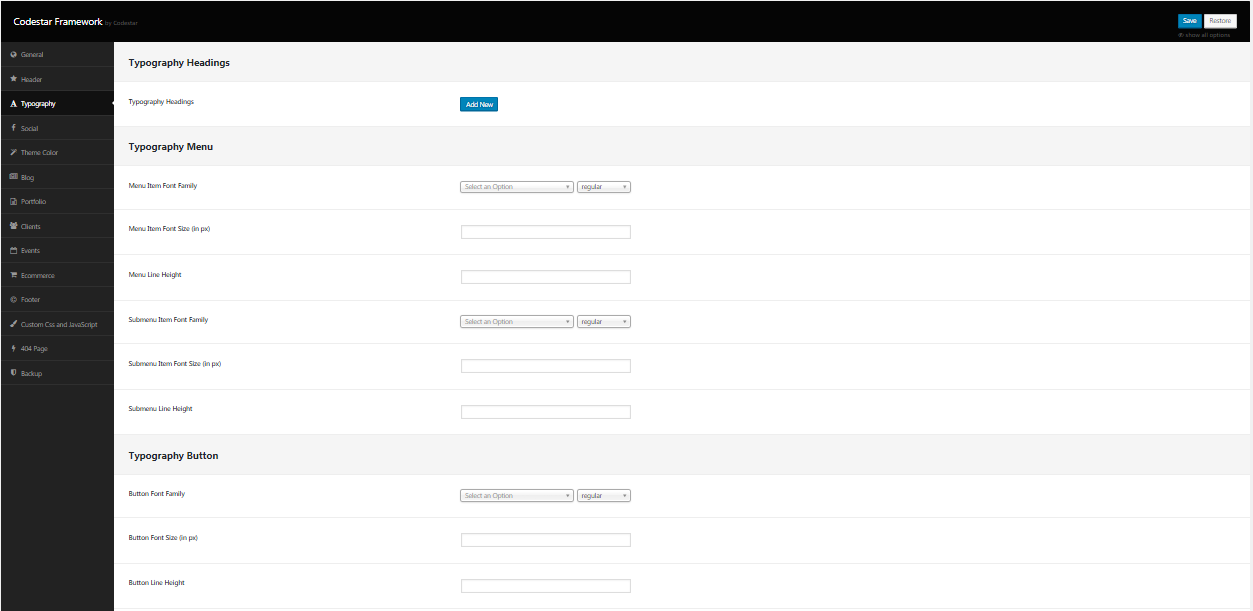 Codestar Framework by Codestar
Save Restore
show all options
General
Header
Typography
Social
Theme Color
Blog
Portfolio
Clients
Events
Ecommerce
Footer
Custom Css and JavaScript
404 Page
Backup
Typography Headings
Typography Headings Add New
Typography Menu
Menu Item Font Family Select an Option regular
Menu Item Font Size (in px)
Menu Line Height
Submenu Item Font Family Select an Option regular
Submenu Item Font Size (in px)
Submenu Line Height
Typography Button
Button Font Family Select an Option regular
Button Font Size (in px)
Button Line Height